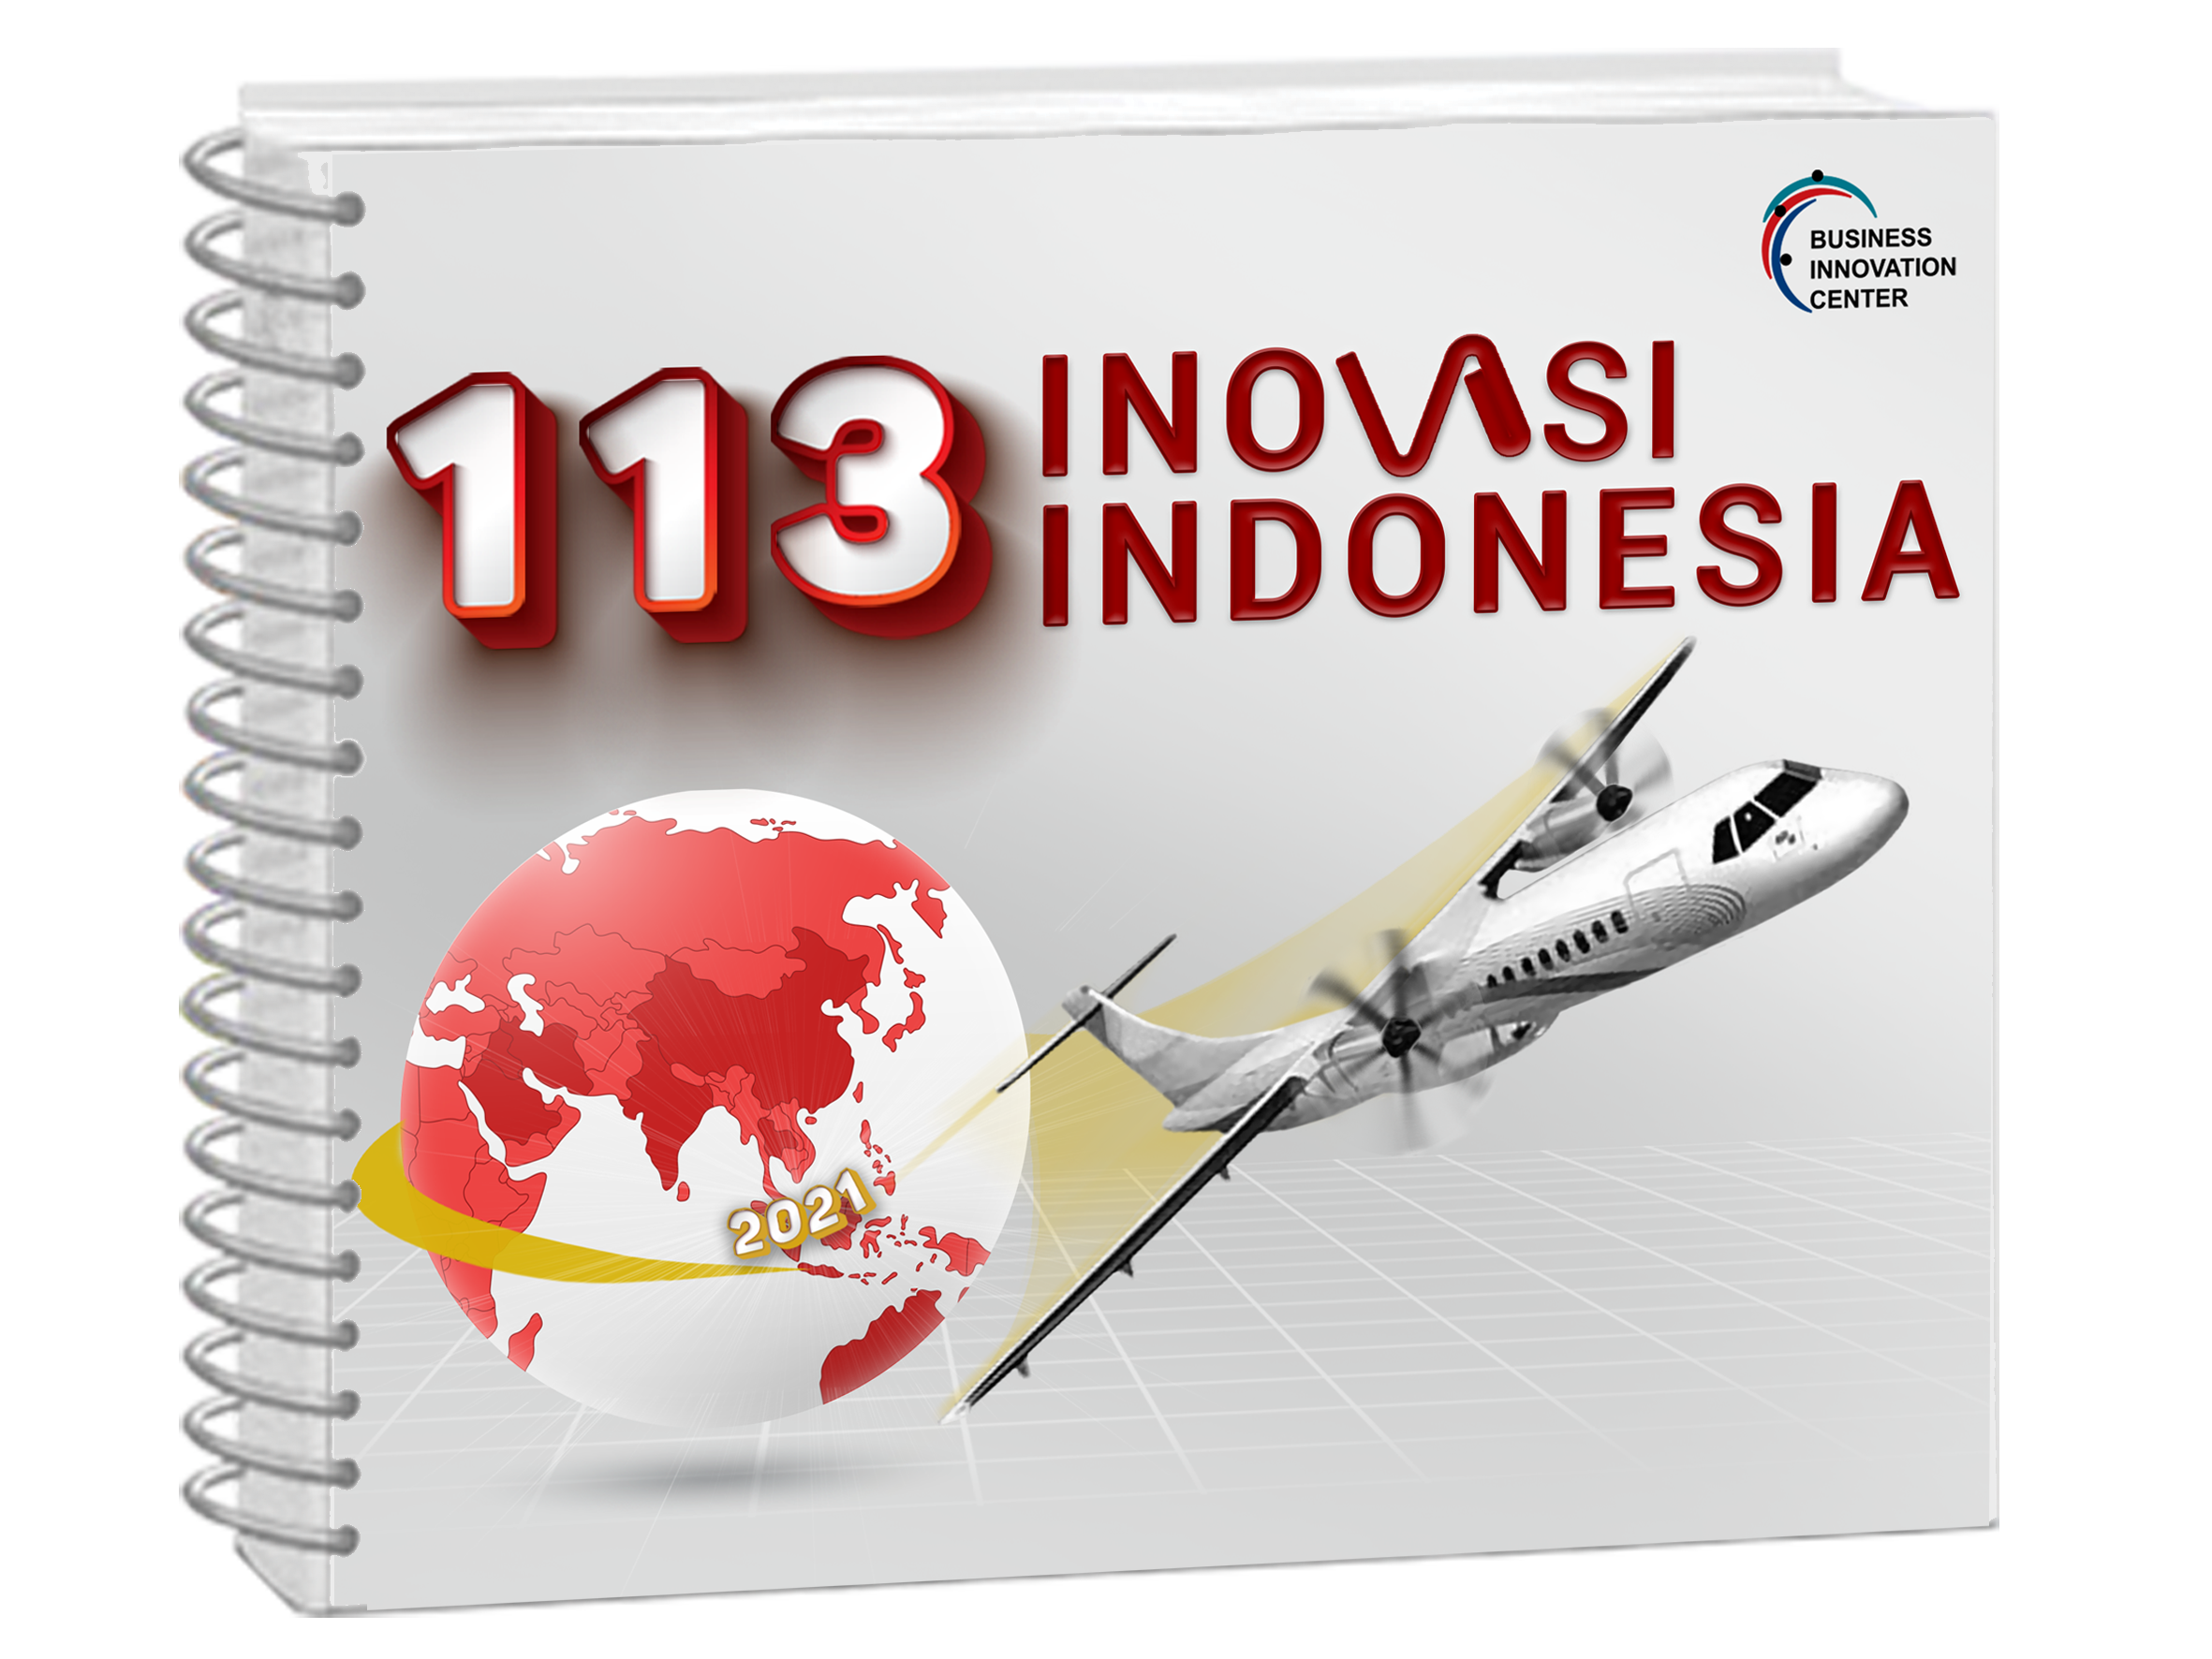 BUSINESS
INNOVATION
CENTER
113 INOVASI
INDONESIA
2021